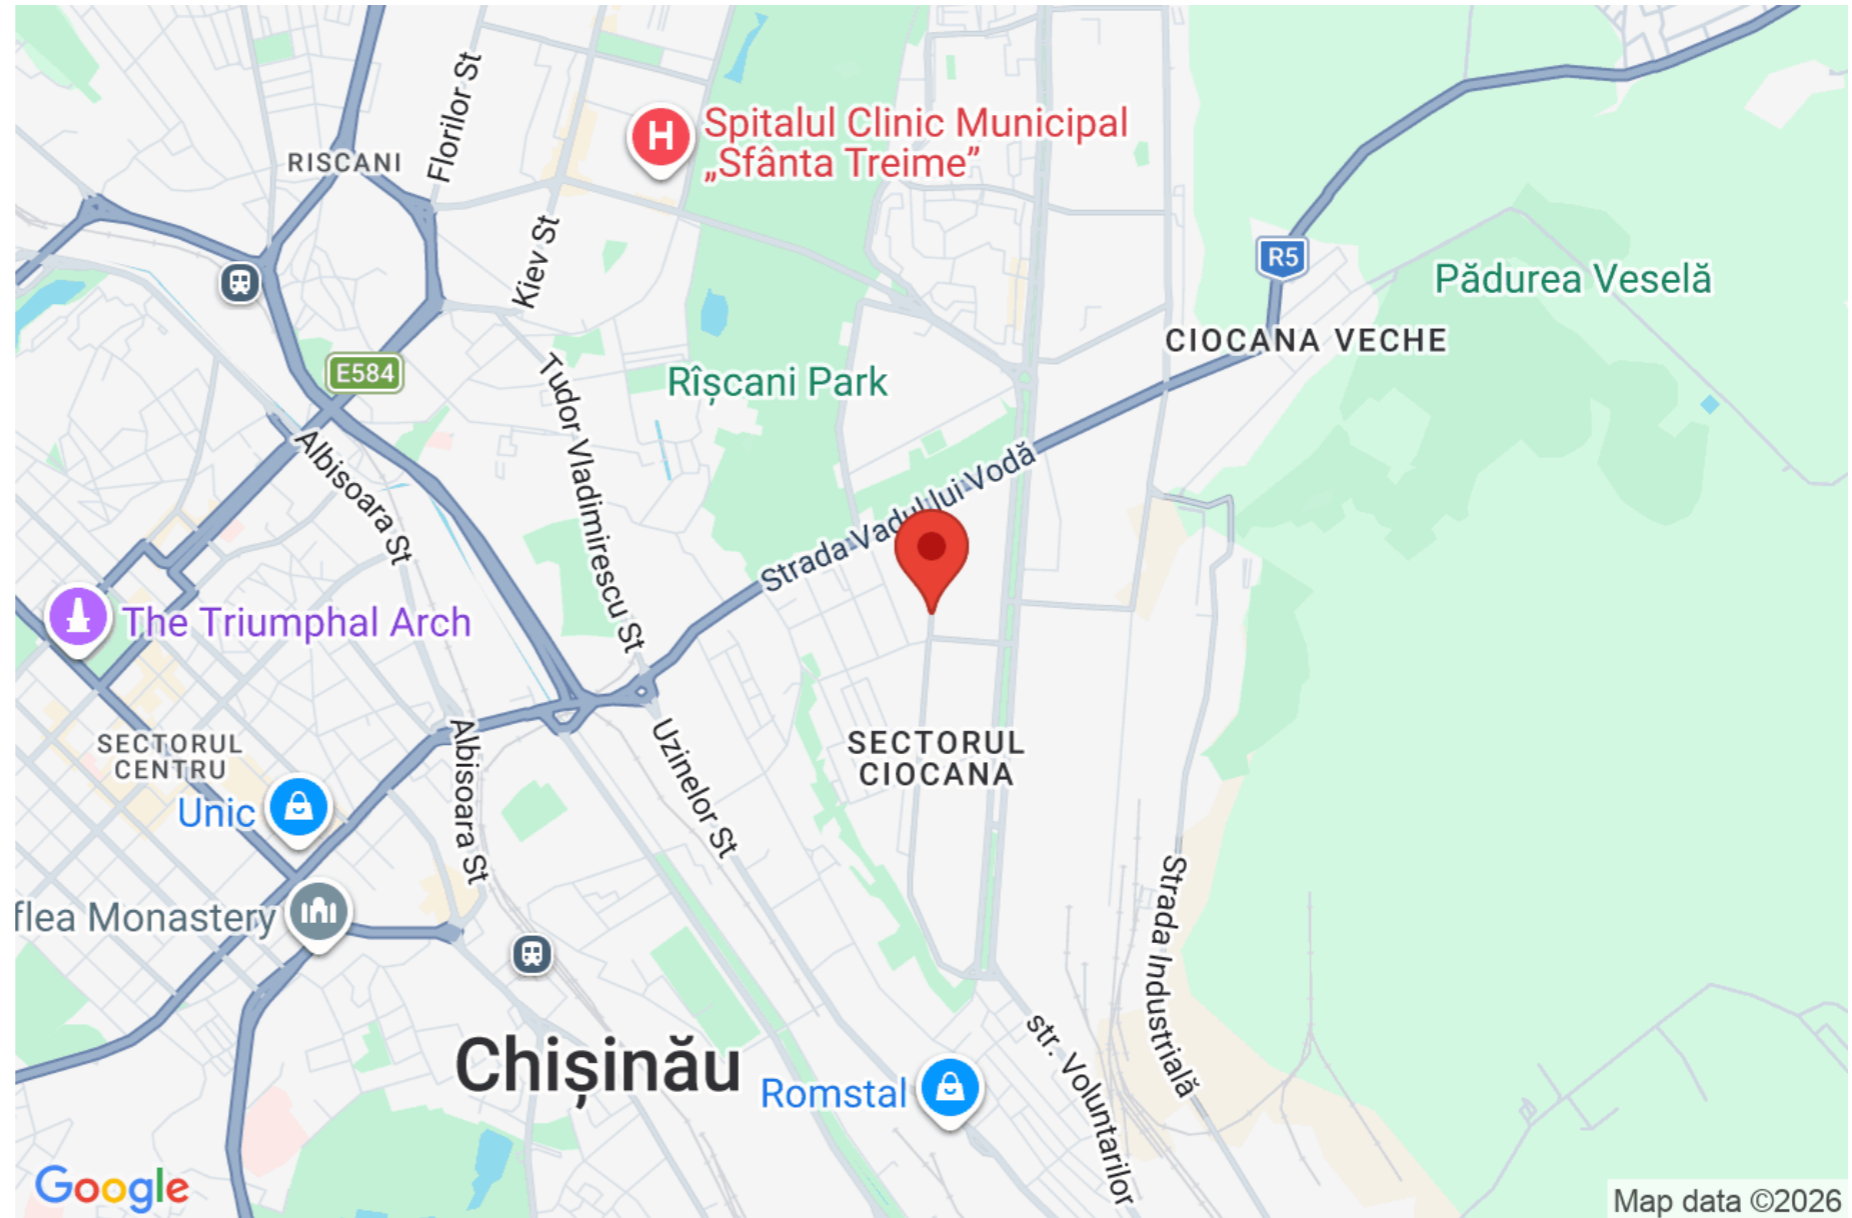 Florilor St
Spitalul Clinic Municipal
„Sfânta Treime”
H
RISCANI
Kiev St
R5
Pădurea Veselă
CIOCANA VECHE
E584
Rîșcani Park
Tudor Vladimirescu St
Albisoara St
Strada Vadul lui Vodă
The Triumphal Arch
SECTORUL
CENTRU
Unic
Albisoara St
Uzinelor St
SECTORUL
CIOCANA
flea Monastery
Strada Industrială
Chișinău
Romstal
str. Voluntarilor
Google
Map data ©2026